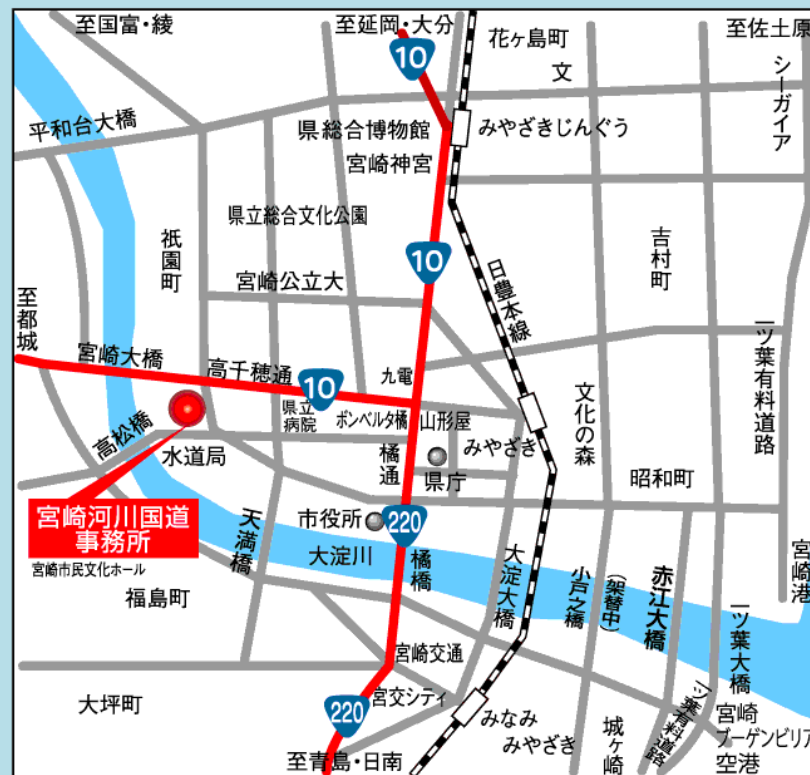 至国富・綾
至延岡・大分
花ヶ島町
至佐土原
10
文
シーガイア
平和台大橋
県総合博物館
みやざきじんぐう
宮崎神宮
県立総合文化公園
祇園町
10
吉村町
宮崎公立大
日豊本線
至都城
一ツ葉有料道路
宮崎大橋
高千穂通
10
九電
文化の森
県立
病院
ボンベルタ橘
山形屋
高松橋
水道局
橘通
みやざき
県庁
昭和町
宮崎河川国道
事務所
天満橋
市役所
220
大淀川
橘橋
大淀大橋
小戸之橋
(架替中)
赤江大橋
宮崎港
宮崎市民文化ホール
福島町
一ツ葉大橋
宮崎交通
大坪町
宮交シティ
220
みなみ
みやざき
城ヶ崎
一ツ葉有料道路
宮崎
ブーゲンビリア
空港
至青島・日南